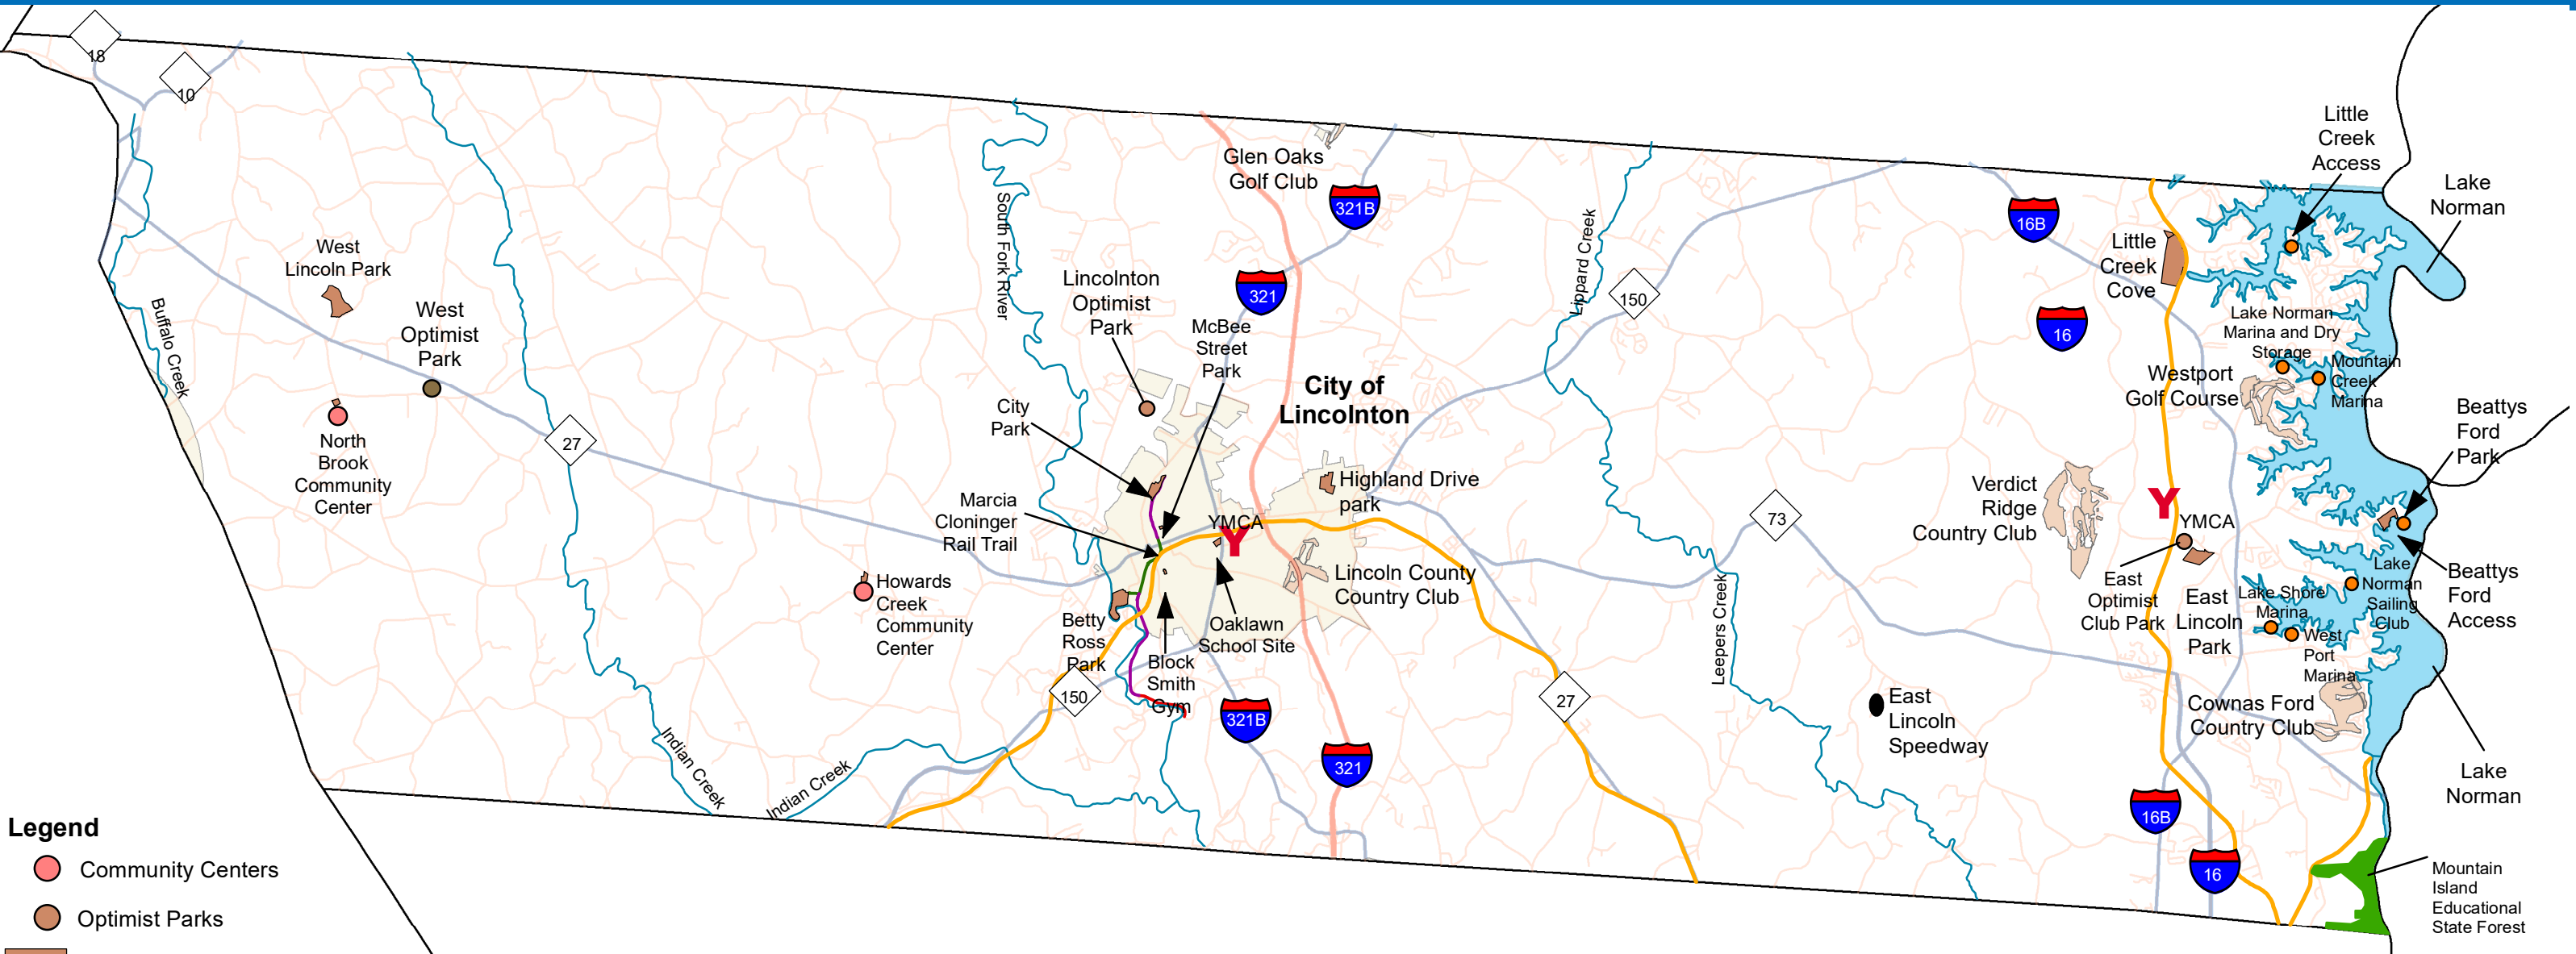 18
10
Little
Creek
Access
Lake
Norman
Glen Oaks
Golf Club
321B
South Fork River
Lippard Creek
16B
Little
Creek
Cove
West
Lincoln Park
Lincolnton
Optimist
Park
321
150
16
Buffalo Creek
West
Optimist
Park
McBee
Street
Park
Lake Norman
Marina and Dry
Storage
Mountain
Creek
Marina
Westport
Golf Course
City of
Lincolnton
City
Park
Beattys
Ford
Park
27
North
Brook
Community
Center
Highland Drive
park
Marcia
Cloninger
Rail Trail
YMCA
Y
73
Verdict
Ridge
Country Club
Y
YMCA
Howards
Creek
Community
Center
Lincoln County
Country Club
Leepers Creek
East
Optimist
Club Park
East
Lincoln
Park
Lake
Norman
Sailing
Club
Lake Shore
Marina
West
Port
Marina
Beattys
Ford
Access
Betty
Ross
Park
Oaklawn
School Site
Block
Smith
Gym
150
321B
27
East
Lincoln
Speedway
Cownas Ford
Country Club
Indian Creek
Indian Creek
321
Lake
Norman
16B
16
Mountain
Island
Educational
State Forest
Legend
Community Centers
Optimist Parks